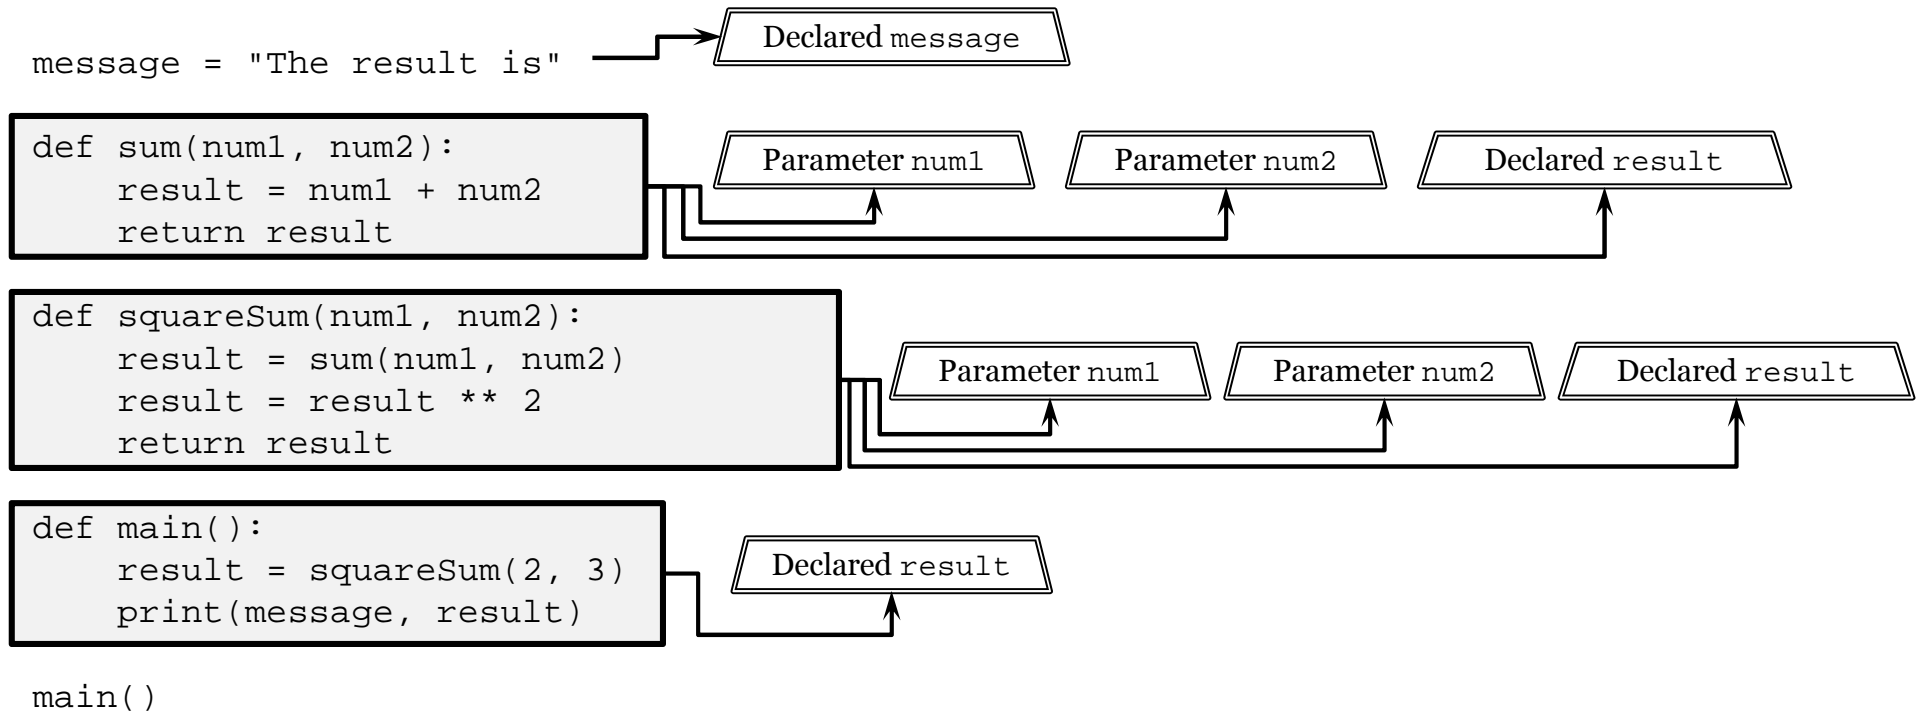 message = "The result is"
Declared message
def sum(num1, num2):
    result = num1 + num2
    return result
Parameter num1
Parameter num2
Declared result
def squareSum(num1, num2):
    result = sum(num1, num2)
    result = result ** 2
    return result
Parameter num1
Parameter num2
Declared result
def main():
    result = squareSum(2, 3)
    print(message, result)
Declared result
main()